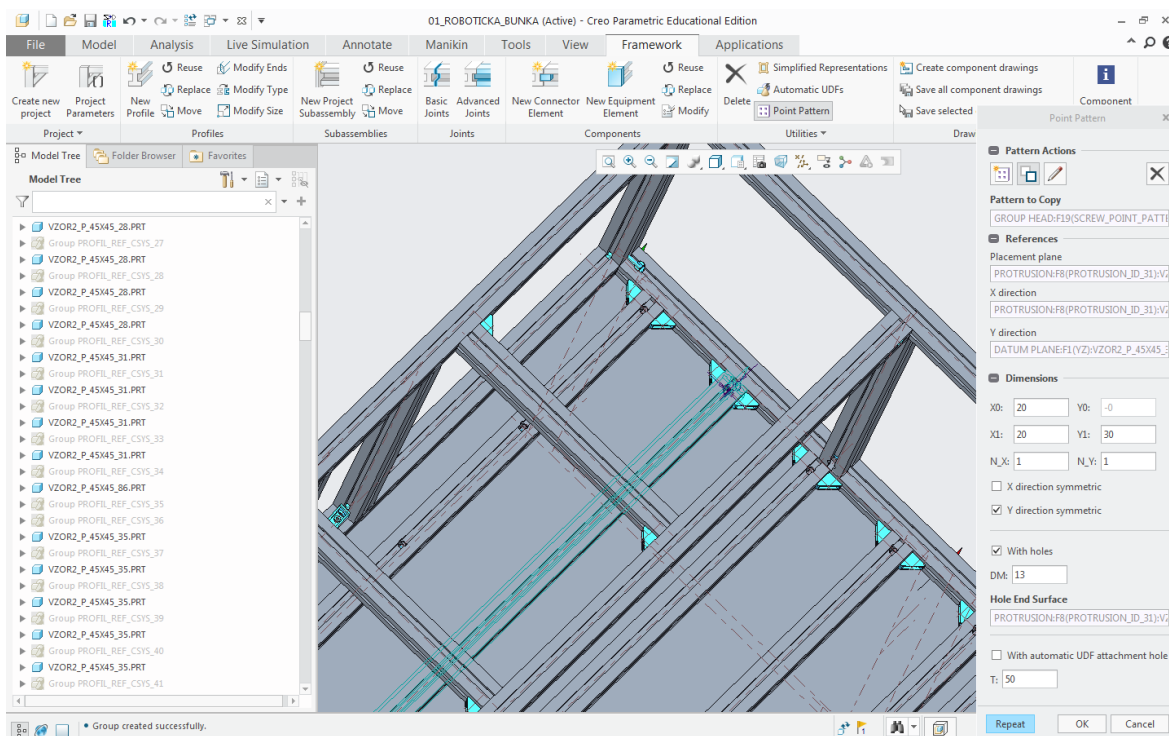 01_ROBOTICKA_BUNKA (Active) - Creo Parametric Educational Edition
File Model Analysis Live Simulation Annotate Manikin Tools View Framework Applications
Create new project
Project Parameters
Project
New Profile
Reuse
Replace
Move
Modify Ends
Modify Type
Modify Size
Profiles
New Project Subassembly
Reuse
Replace
Move
Subassemblies
Basic Joints
Advanced Joints
Joints
New Connector Element
New Equipment Element
Reuse
Replace
Modify
Components
Delete
Simplified Representations
Automatic UDFs
Point Pattern
Utilities
Create component drawings
Save all component drawings
Save selected
Draw
Component
Model Tree Folder Browser Favorites
Model Tree
VZOR2_P_45X45_28.PRT
Group PROFIL_REF_CSYS_27
VZOR2_P_45X45_28.PRT
Group PROFIL_REF_CSYS_28
VZOR2_P_45X45_28.PRT
Group PROFIL_REF_CSYS_29
VZOR2_P_45X45_28.PRT
Group PROFIL_REF_CSYS_30
VZOR2_P_45X45_31.PRT
Group PROFIL_REF_CSYS_31
VZOR2_P_45X45_31.PRT
Group PROFIL_REF_CSYS_32
VZOR2_P_45X45_31.PRT
Group PROFIL_REF_CSYS_33
VZOR2_P_45X45_31.PRT
Group PROFIL_REF_CSYS_34
VZOR2_P_45X45_86.PRT
Group PROFIL_REF_CSYS_35
Group PROFIL_REF_CSYS_36
VZOR2_P_45X45_35.PRT
Group PROFIL_REF_CSYS_37
VZOR2_P_45X45_35.PRT
Group PROFIL_REF_CSYS_38
VZOR2_P_45X45_35.PRT
Group PROFIL_REF_CSYS_39
VZOR2_P_45X45_35.PRT
Group PROFIL_REF_CSYS_40
VZOR2_P_45X45_35.PRT
Group PROFIL_REF_CSYS_41
Group created successfully.
Point Pattern
Pattern Actions
Pattern to Copy
GROUP HEAD:F19(SCREW_POINT_PATTE
References
Placement plane
PROTRUSION:F8(PROTRUSION_ID_31):VZ
X direction
PROTRUSION:F8(PROTRUSION_ID_31):VZ
Y direction
DATUM PLANE:F1(YZ):VZOR2_P_45X45_3
Dimensions
X0: 20 Y0: -0
X1: 20 Y1: 30
N_X: 1 N_Y: 1
X direction symmetric
Y direction symmetric
With holes
DM: 13
Hole End Surface
PROTRUSION:F8(PROTRUSION_ID_31):VZ
With automatic UDF attachment hole
T: 50
Repeat OK Cancel